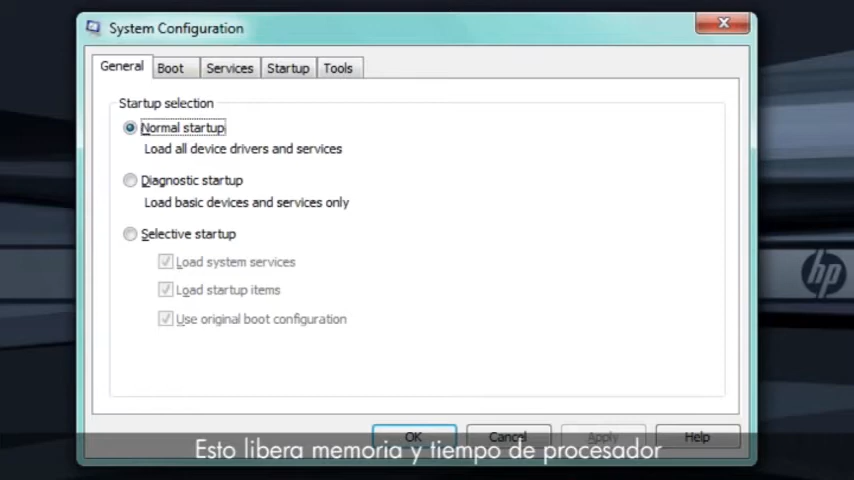 System Configuration
General Boot Services Startup Tools
Startup selection
Normal startup
Load all device drivers and services
Diagnostic startup
Load basic devices and services only
Selective startup
Load system services
Load startup items
Use original boot configuration
hp
OK Cancel Apply Help
Esto libera memoria y tiempo de procesador